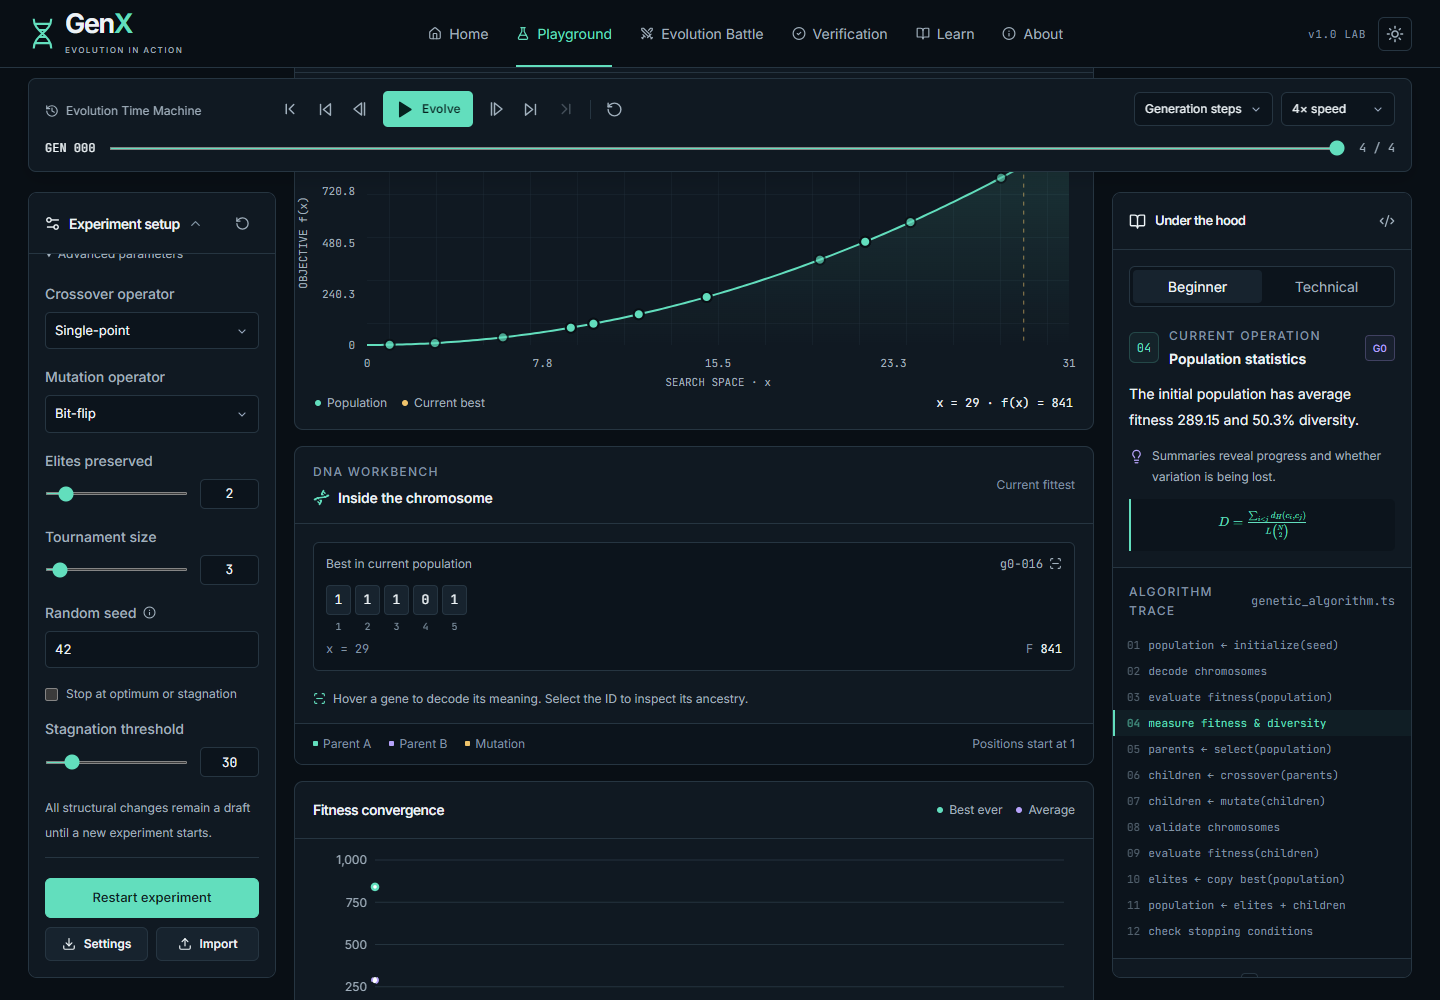 GenX
EVOLUTION IN ACTION
Home
Playground
Evolution Battle
Verification
Learn
About
v1.0 LAB
Evolution Time Machine
Evolve
Generation steps
4× speed
GEN 000
4 / 4
Experiment setup
Advanced parameters
Crossover operator
Single-point
Mutation operator
Bit-flip
Elites preserved
2
Tournament size
3
Random seed
42
Stop at optimum or stagnation
Stagnation threshold
30
All structural changes remain a draft
until a new experiment starts.
Restart experiment
Settings
Import
OBJECTIVE f(x)
720.8
480.5
240.3
0
0
7.8
15.5
23.3
31
SEARCH SPACE · x
Population
Current best
x = 29 · f(x) = 841
DNA WORKBENCH
Inside the chromosome
Current fittest
Best in current population
g0-016
1 1 1 0 1
1 2 3 4 5
x = 29
F 841
Hover a gene to decode its meaning. Select the ID to inspect its ancestry.
Parent A
Parent B
Mutation
Positions start at 1
Fitness convergence
Best ever
Average
1,000
750
500
250
Under the hood
Beginner
Technical
04
CURRENT OPERATION
Population statistics
G0
The initial population has average
fitness 289.15 and 50.3% diversity.
Summaries reveal progress and whether
variation is being lost.
D = ∑i<j dH(ci,cj) / L(N 2)
ALGORITHM
TRACE
genetic_algorithm.ts
01 population ← initialize(seed)
02 decode chromosomes
03 evaluate fitness(population)
04 measure fitness & diversity
05 parents ← select(population)
06 children ← crossover(parents)
07 children ← mutate(children)
08 validate chromosomes
09 evaluate fitness(children)
10 elites ← copy best(population)
11 population ← elites + children
12 check stopping conditions